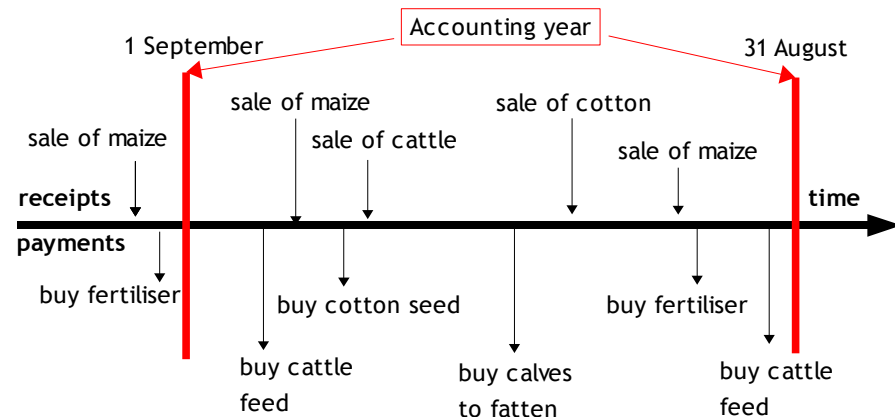 Accounting year
1 September
31 August
sale of maize
sale of cotton
sale of maize
sale of cattle
sale of maize
receipts
time
payments
buy fertiliser
buy cotton seed
buy fertiliser
buy cattle
feed
buy calves
to fatten
buy cattle
feed